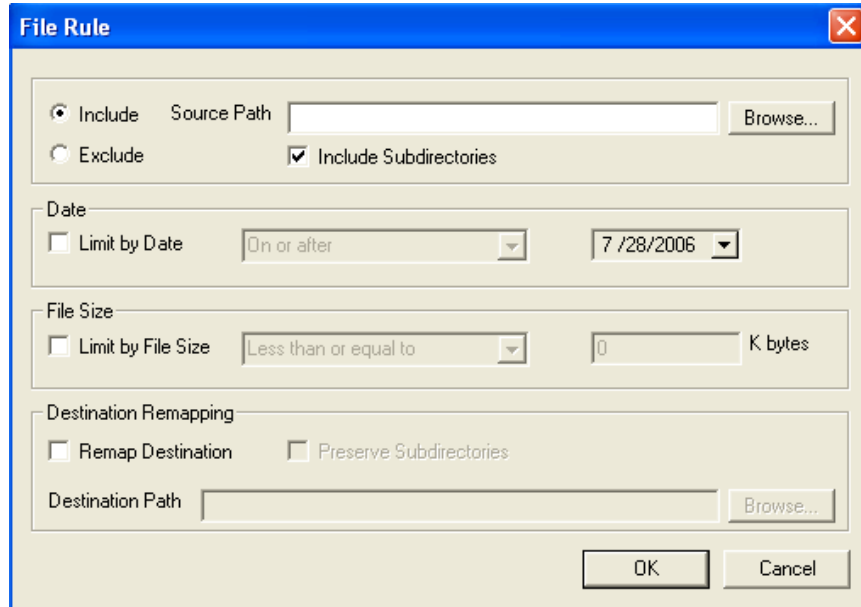 File Rule
Include Source Path Browse...
Exclude Include Subdirectories
Date
Limit by Date On or after 7 /28/2006
File Size
Limit by File Size Less than or equal to 0 K bytes
Destination Remapping
Remap Destination Preserve Subdirectories
Destination Path Browse...
OK Cancel